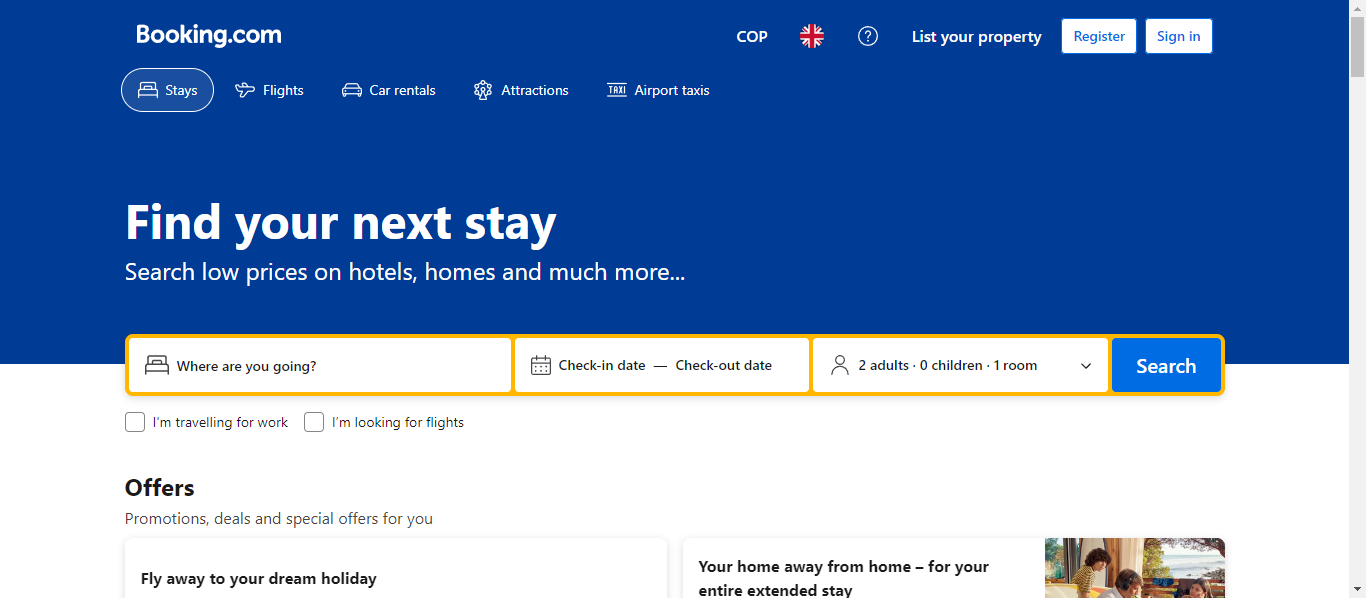 Booking.com
COP
List your property
Register
Sign in
Stays
Flights
Car rentals
Attractions
TAXI
Airport taxis
Find your next stay
Search low prices on hotels, homes and much more...
Where are you going?
Check-in date — Check-out date
2 adults · 0 children · 1 room
Search
I'm travelling for work
I'm looking for flights
Offers
Promotions, deals and special offers for you
Fly away to your dream holiday
Your home away from home – for your
entire extended stay